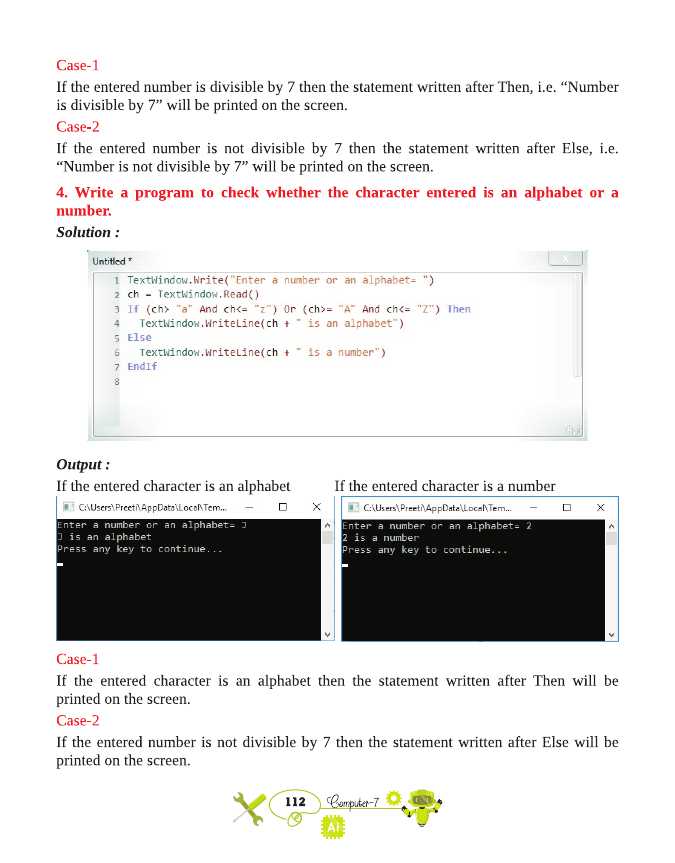 Case-1
If the entered number is divisible by 7 then the statement written after Then, i.e. “Number
is divisible by 7” will be printed on the screen.
Case-2
If the entered number is not divisible by 7 then the statement written after Else, i.e.
“Number is not divisible by 7” will be printed on the screen.
4. Write a program to check whether the character entered is an alphabet or a
number.
Solution :
Untitled *
1 TextWindow.Write("Enter a number or an alphabet= ")
2 ch = TextWindow.Read()
3 If (ch> "a" And ch<= "z") Or (ch>= "A" And ch<= "Z") Then
4 TextWindow.WriteLine(ch + " is an alphabet")
5 Else
6 TextWindow.WriteLine(ch + " is a number")
7 EndIf
8
Output :
If the entered character is an alphabet If the entered character is a number
C:\Users\Preeti\AppData\Local\Tem... C:\Users\Preeti\AppData\Local\Tem...
Enter a number or an alphabet= J
J is an alphabet
Press any key to continue...
Enter a number or an alphabet= 2
2 is a number
Press any key to continue...
Case-1
If the entered character is an alphabet then the statement written after Then will be
printed on the screen.
Case-2
If the entered number is not divisible by 7 then the statement written after Else will be
printed on the screen.
112 Computer-7
AI